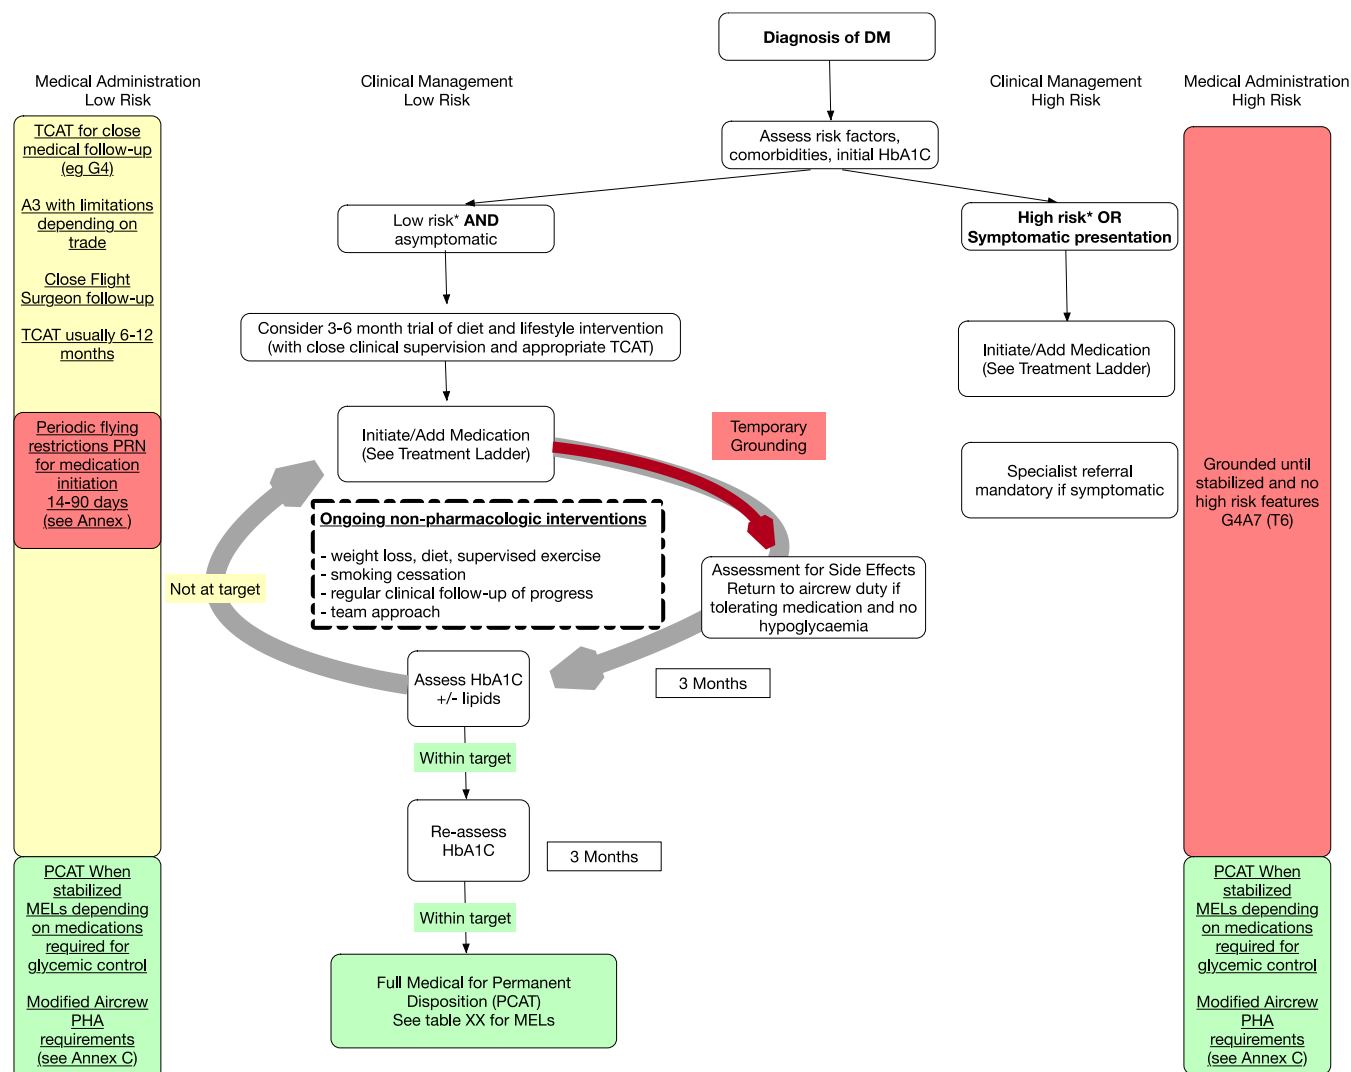 Diagnosis of DM
Medical Administration
Low Risk
Clinical Management
Low Risk
Clinical Management
High Risk
Medical Administration
High Risk
TCAT for close
medical follow-up
(eg G4)
A3 with limitations
depending on
trade
Close Flight
Surgeon follow-up
TCAT usually 6-12
months
Periodic flying
restrictions PRN
for medication
initiation
14-90 days
(see Annex )
PCAT When
stabilized
MELs depending
on medications
required for
glycemic control
Modified Aircrew
PHA
requirements
(see Annex C)
Assess risk factors,
comorbidities, initial HbA1C
Low risk* AND
asymptomatic
Consider 3-6 month trial of diet and lifestyle intervention
(with close clinical supervision and appropriate TCAT)
Initiate/Add Medication
(See Treatment Ladder)
Temporary
Grounding
Ongoing non-pharmacologic interventions
- weight loss, diet, supervised exercise
- smoking cessation
- regular clinical follow-up of progress
- team approach
Assessment for Side Effects
Return to aircrew duty if
tolerating medication and no
hypoglycaemia
Not at target
Assess HbA1C
+/- lipids
3 Months
Within target
Re-assess
HbA1C
3 Months
Within target
Full Medical for Permanent
Disposition (PCAT)
See table XX for MELs
High risk* OR
Symptomatic presentation
Initiate/Add Medication
(See Treatment Ladder)
Specialist referral
mandatory if symptomatic
Grounded until
stabilized and no
high risk features
G4A7 (T6)
PCAT When
stabilized
MELs depending
on medications
required for
glycemic control
Modified Aircrew
PHA
requirements
(see Annex C)